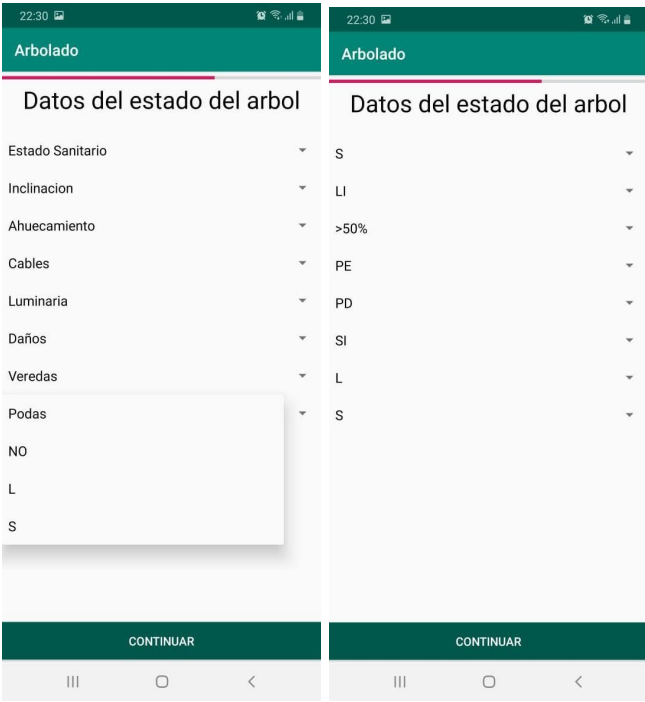 22:30
Arbolado
Datos del estado del arbol
Estado Sanitario
Inclinacion
Ahuecamiento
Cables
Luminaria
Daños
Veredas
Podas
NO
L
S
CONTINUAR
22:30
Arbolado
Datos del estado del arbol
S
LI
>50%
PE
PD
SI
L
S
CONTINUAR